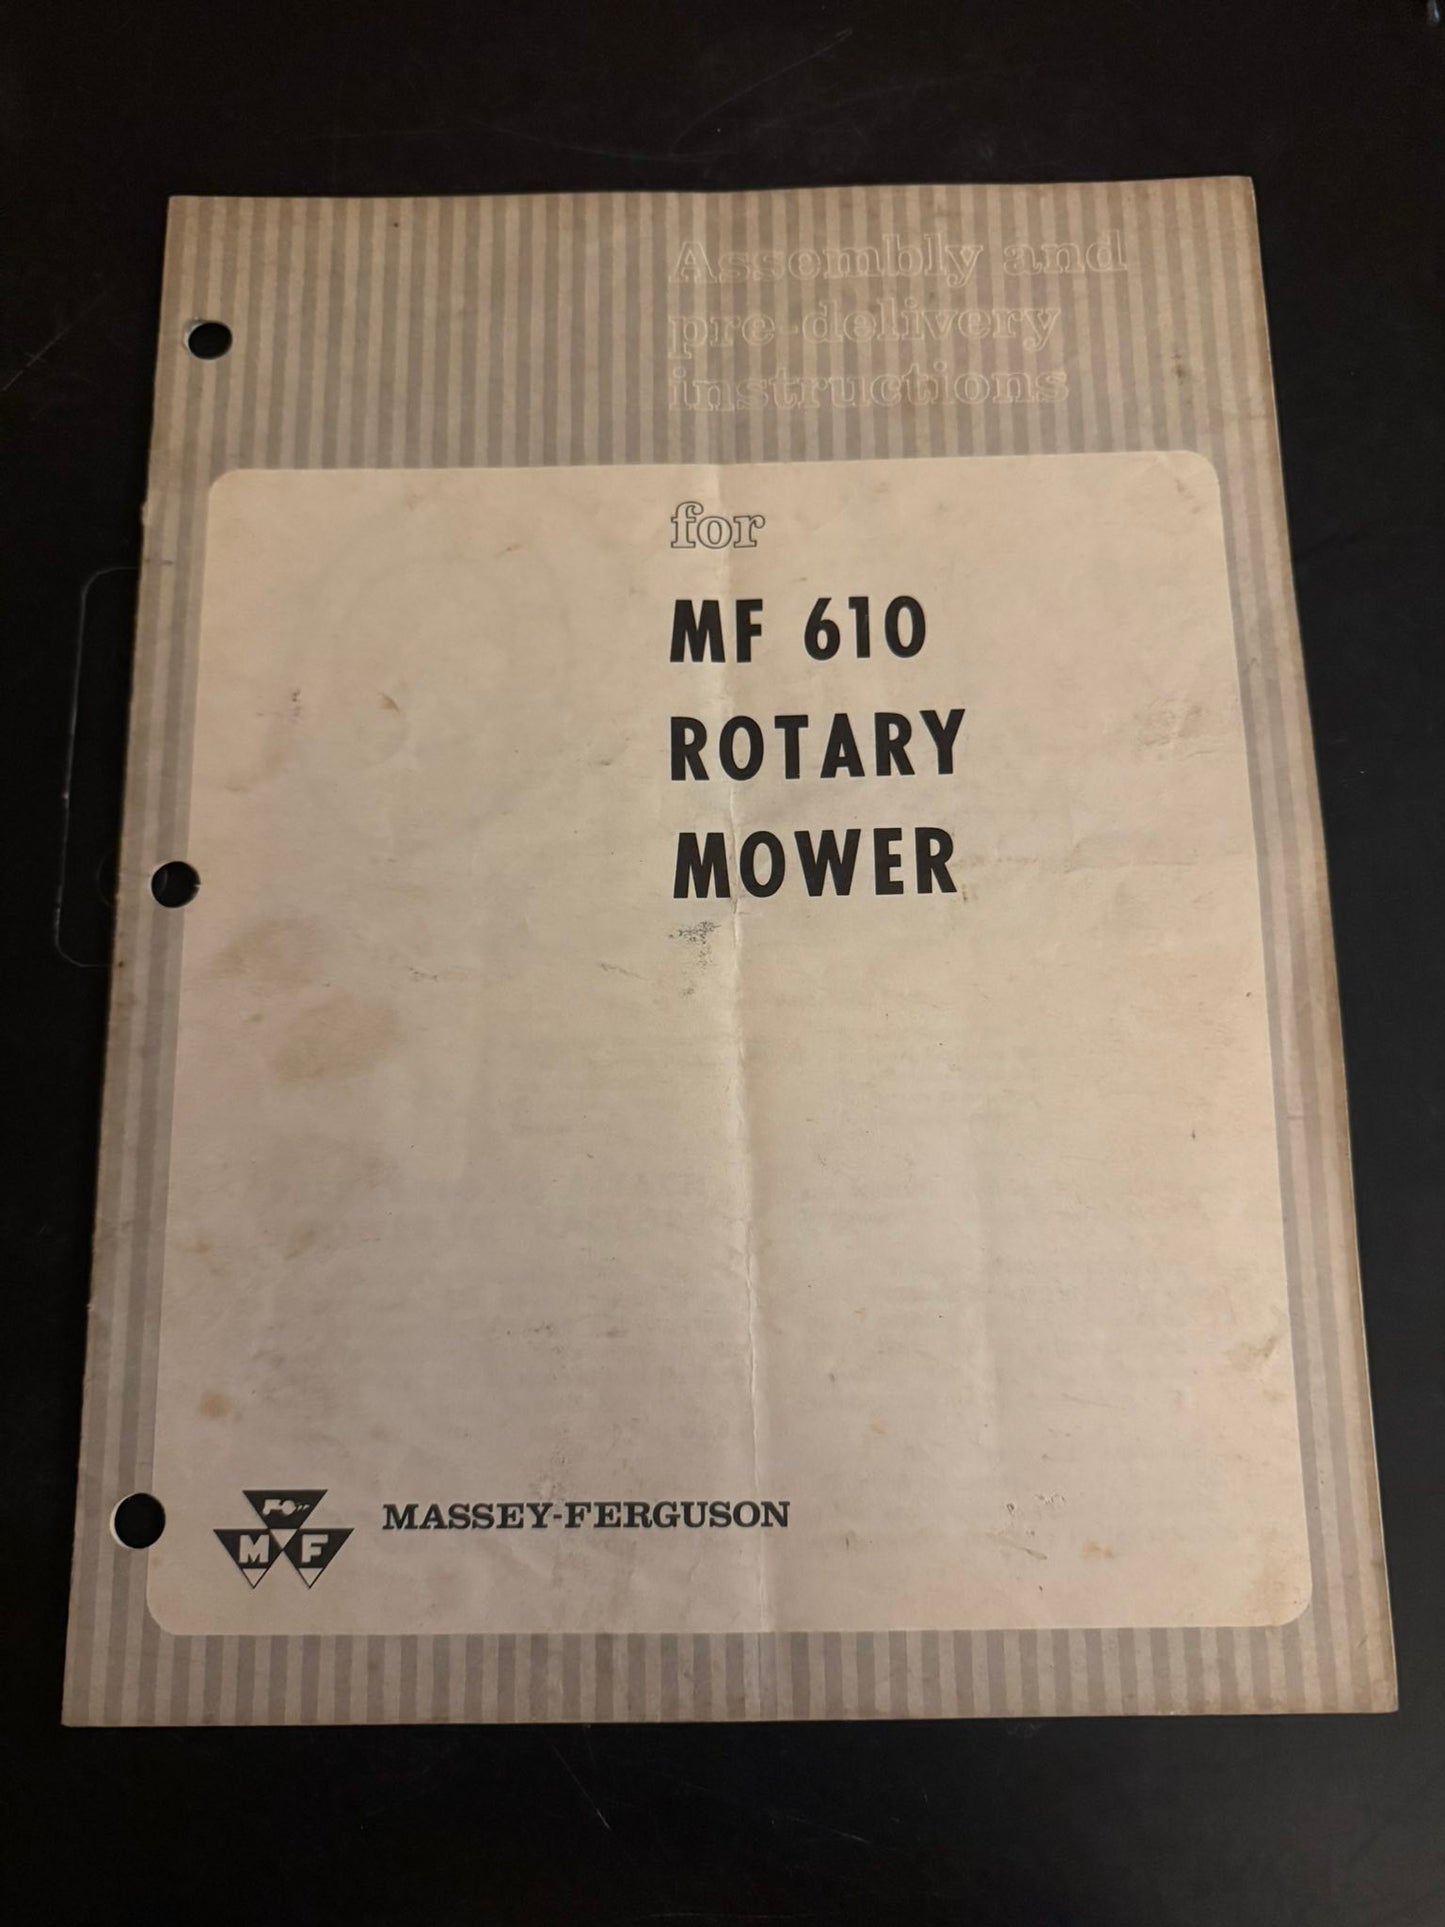 Assembly and
pre-delivery
instructions
for
MF 610
ROTARY
MOWER
M F
MASSEY-FERGUSON